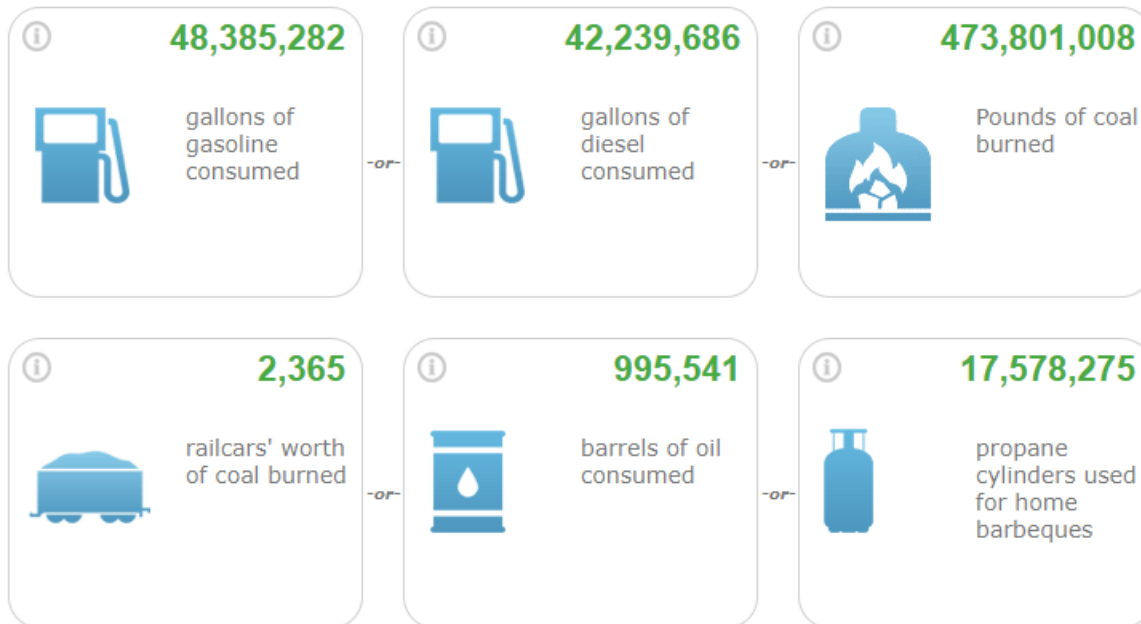 48,385,282
gallons of
gasoline
consumed
-or-
42,239,686
gallons of
diesel
consumed
-or-
473,801,008
Pounds of coal
burned
2,365
railcars' worth
of coal burned
-or-
995,541
barrels of oil
consumed
-or-
17,578,275
propane
cylinders used
for home
barbeques